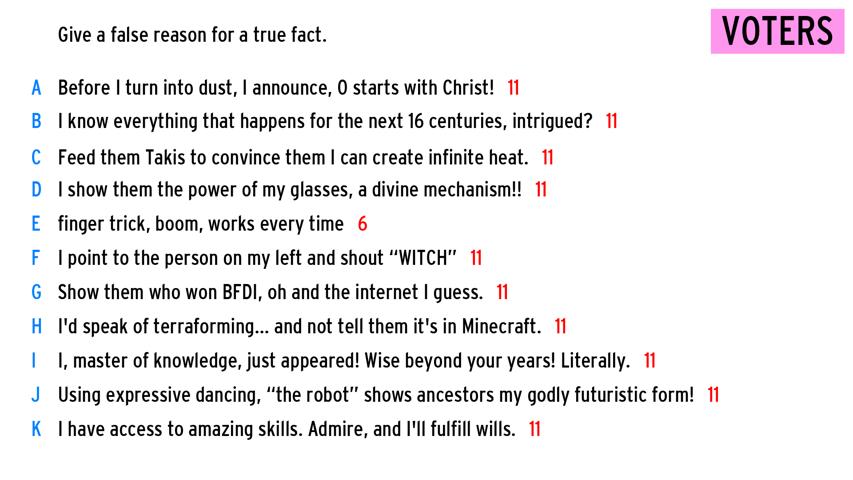 Give a false reason for a true fact.
VOTERS
A Before I turn into dust, I announce, O starts with Christ! 11
B I know everything that happens for the next 16 centuries, intrigued? 11
C Feed them Takis to convince them I can create infinite heat. 11
D I show them the power of my glasses, a divine mechanism!! 11
E finger trick, boom, works every time 6
F I point to the person on my left and shout “WITCH” 11
G Show them who won BFDI, oh and the internet I guess. 11
H I'd speak of terraforming... and not tell them it's in Minecraft. 11
I I, master of knowledge, just appeared! Wise beyond your years! Literally. 11
J Using expressive dancing, “the robot” shows ancestors my godly futuristic form! 11
K I have access to amazing skills. Admire, and I'll fulfill wills. 11